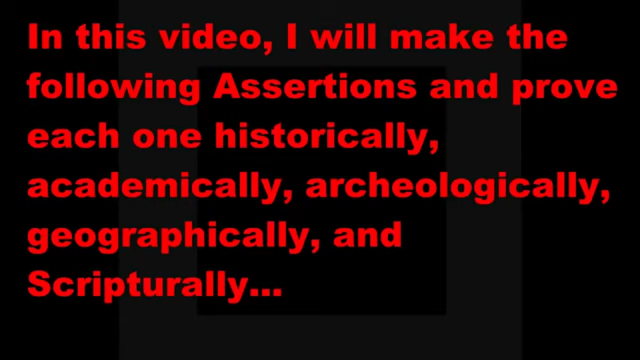 In this video, I will make the
following Assertions and prove
each one historically,
academically, archeologically,
geographically, and
Scripturally...